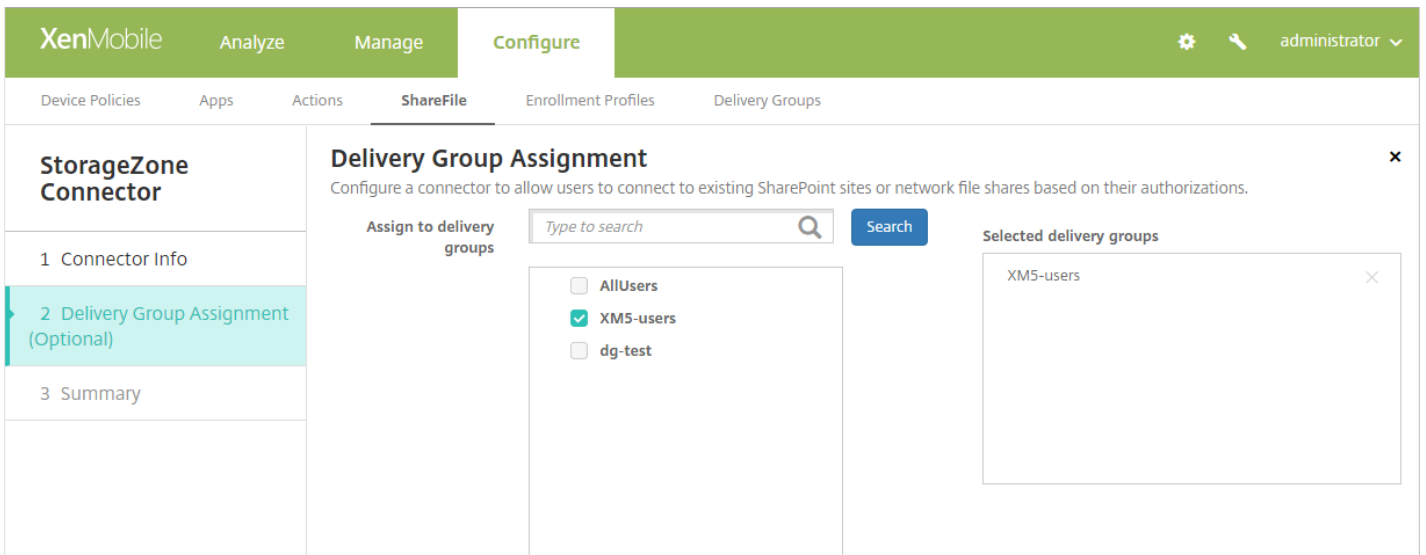 XenMobile Analyze Manage Configure administrator
Device Policies Apps Actions ShareFile Enrollment Profiles Delivery Groups
StorageZone
Connector
1 Connector Info
2 Delivery Group Assignment
(Optional)
3 Summary
Delivery Group Assignment
Configure a connector to allow users to connect to existing SharePoint sites or network file shares based on their authorizations.
Assign to delivery
groups
Type to search
Search
AllUsers
XM5-users
dg-test
Selected delivery groups
XM5-users